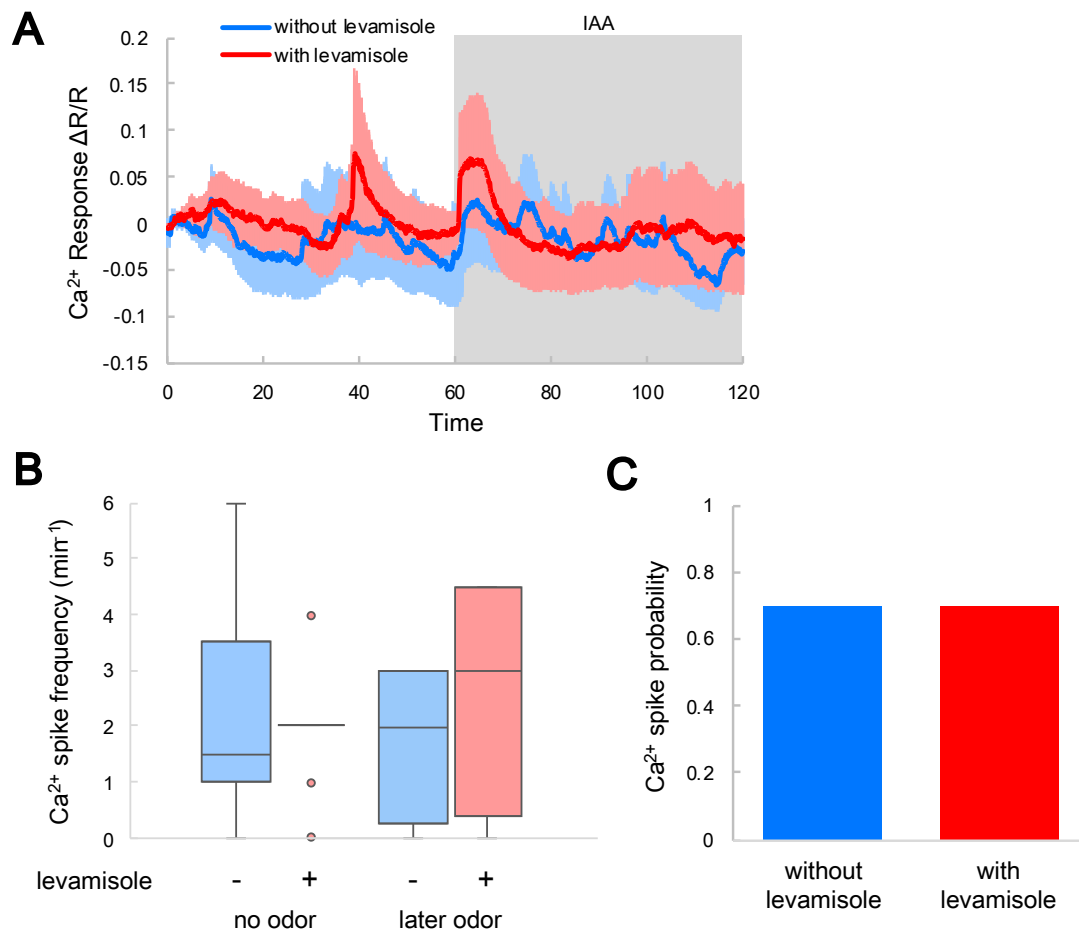 A
without levamisole
with levamisole
IAA
Ca²⁺ Response ΔR/R
0.2
0.15
0.1
0.05
0
-0.05
-0.1
-0.15
0 20 40 60 80 100 120
Time
B
Ca²⁺ spike frequency (min⁻¹)
6
5
4
3
2
1
0
levamisole - + - +
no odor later odor
C
Ca²⁺ spike probability
1
0.8
0.6
0.4
0.2
0
without levamisole
with levamisole